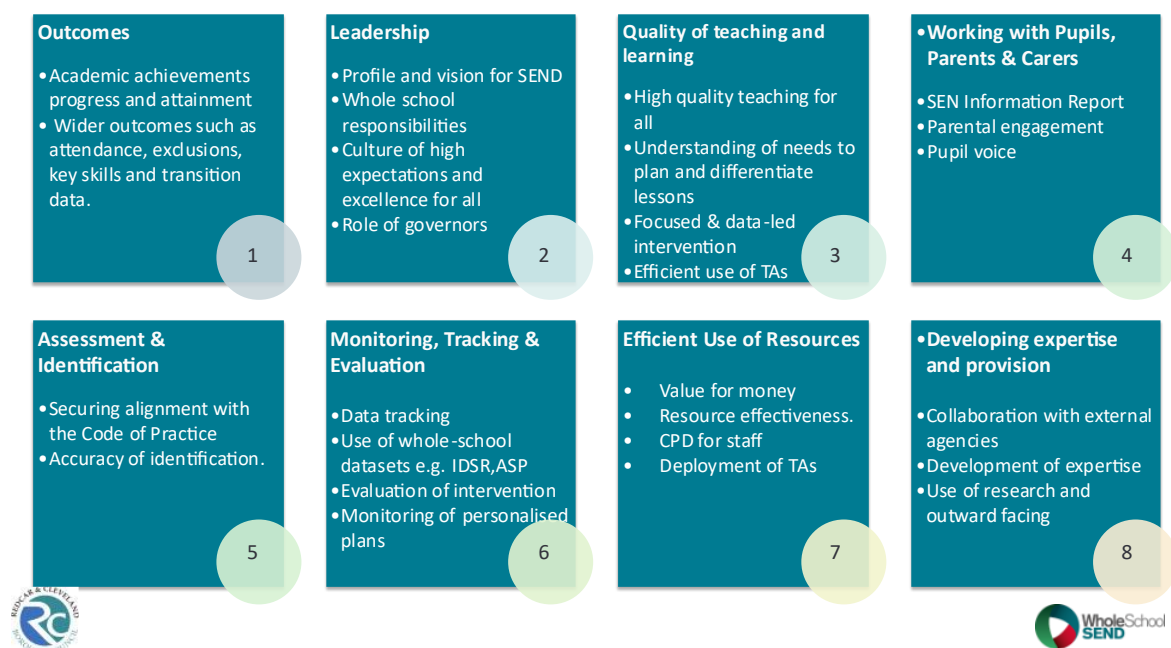 Outcomes
•Academic achievements
progress and attainment
• Wider outcomes such as
attendance, exclusions,
key skills and transition
data.
1
Leadership
•Profile and vision for SEND
•Whole school
responsibilities
•Culture of high
expectations and
excellence for all
•Role of governors
2
Quality of teaching and
learning
•High quality teaching for
all
•Understanding of needs to
plan and differentiate
lessons
•Focused & data-led
intervention
•Efficient use of TAs
3
•Working with Pupils,
Parents & Carers
•SEN Information Report
•Parental engagement
•Pupil voice
4
Assessment &
Identification
•Securing alignment with
the Code of Practice
•Accuracy of identification.
5
Monitoring, Tracking &
Evaluation
•Data tracking
•Use of whole-school
datasets e.g. IDSR,ASP
•Evaluation of intervention
•Monitoring of personalised
plans
6
Efficient Use of Resources
• Value for money
• Resource effectiveness.
• CPD for staff
• Deployment of TAs
7
•Developing expertise
and provision
•Collaboration with external
agencies
•Development of expertise
•Use of research and
outward facing
8
REDCAR & CLEVELAND
RC
BOROUGH COUNCIL
WholeSchool
SEND